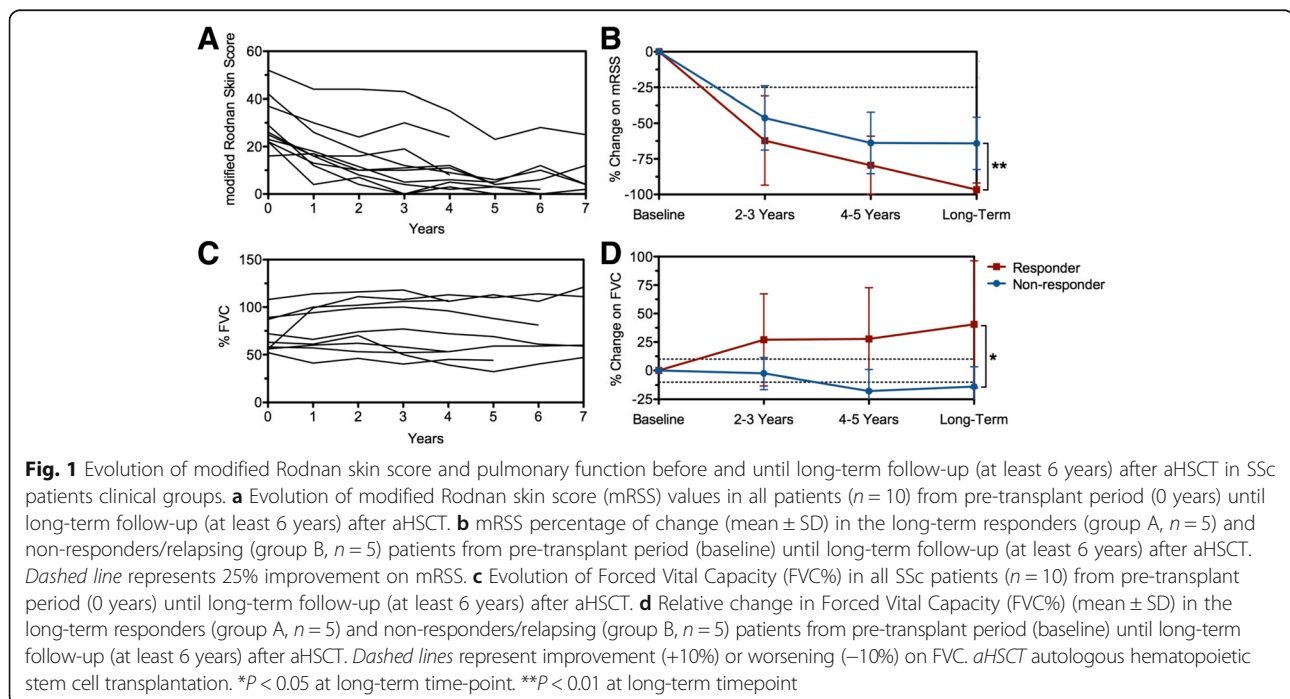 A
modified Rodnan Skin Score
60
40
20
0
0 1 2 3 4 5 6 7
Years
B
% Change on mRSS
0
-25
-50
-75
-100
**
Baseline 2-3 Years 4-5 Years Long-Term
C
% FVC
150
100
50
0
0 1 2 3 4 5 6 7
Years
D
% Change on FVC
100
75
50
25
0
-25
*
Baseline 2-3 Years 4-5 Years Long-Term
Responder
Non-responder
Fig. 1 Evolution of modified Rodnan skin score and pulmonary function before and until long-term follow-up (at least 6 years) after aHSCT in SSc
patients clinical groups. a Evolution of modified Rodnan skin score (mRSS) values in all patients (n = 10) from pre-transplant period (0 years) until
long-term follow-up (at least 6 years) after aHSCT. b mRSS percentage of change (mean ± SD) in the long-term responders (group A, n = 5) and
non-responders/relapsing (group B, n = 5) patients from pre-transplant period (baseline) until long-term follow-up (at least 6 years) after aHSCT.
Dashed line represents 25% improvement on mRSS. c Evolution of Forced Vital Capacity (FVC%) in all SSc patients (n = 10) from pre-transplant
period (0 years) until long-term follow-up (at least 6 years) after aHSCT. d Relative change in Forced Vital Capacity (FVC%) (mean ± SD) in the
long-term responders (group A, n = 5) and non-responders/relapsing (group B, n = 5) patients from pre-transplant period (baseline) until long-term
follow-up (at least 6 years) after aHSCT. Dashed lines represent improvement (+10%) or worsening (−10%) on FVC. aHSCT autologous hematopoietic
stem cell transplantation. *P < 0.05 at long-term time-point. **P < 0.01 at long-term timepoint